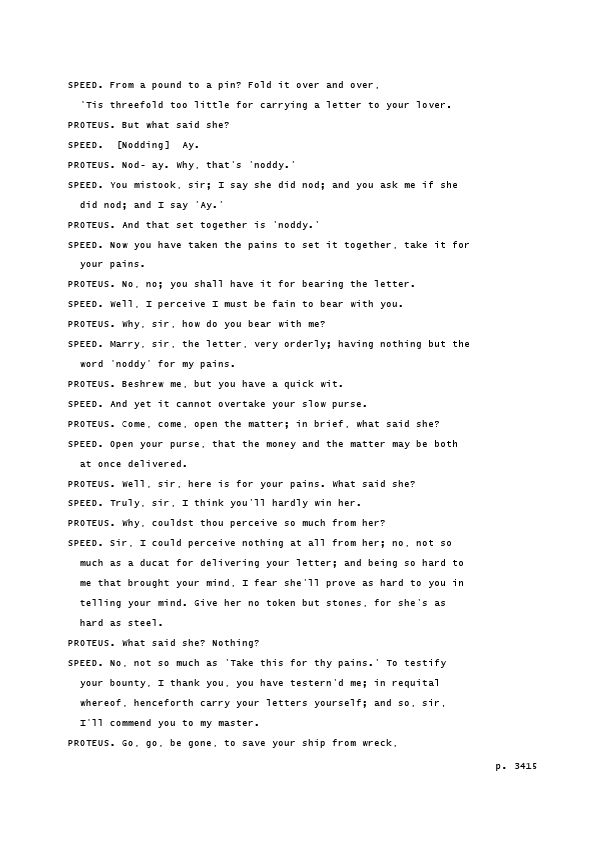 SPEED. From a pound to a pin? Fold it over and over,
'Tis threefold too little for carrying a letter to your lover.
PROTEUS. But what said she?
SPEED. [Nodding] Ay.
PROTEUS. Nod- ay. Why, that's 'noddy.'
SPEED. You mistook, sir; I say she did nod; and you ask me if she
did nod; and I say 'Ay.'
PROTEUS. And that set together is 'noddy.'
SPEED. Now you have taken the pains to set it together, take it for
your pains.
PROTEUS. No, no; you shall have it for bearing the letter.
SPEED. Well, I perceive I must be fain to bear with you.
PROTEUS. Why, sir, how do you bear with me?
SPEED. Marry, sir, the letter, very orderly; having nothing but the
word 'noddy' for my pains.
PROTEUS. Beshrew me, but you have a quick wit.
SPEED. And yet it cannot overtake your slow purse.
PROTEUS. Come, come, open the matter; in brief, what said she?
SPEED. Open your purse, that the money and the matter may be both
at once delivered.
PROTEUS. Well, sir, here is for your pains. What said she?
SPEED. Truly, sir, I think you'll hardly win her.
PROTEUS. Why, couldst thou perceive so much from her?
SPEED. Sir, I could perceive nothing at all from her; no, not so
much as a ducat for delivering your letter; and being so hard to
me that brought your mind, I fear she'll prove as hard to you in
telling your mind. Give her no token but stones, for she's as
hard as steel.
PROTEUS. What said she? Nothing?
SPEED. No, not so much as 'Take this for thy pains.' To testify
your bounty, I thank you, you have testern'd me; in requital
whereof, henceforth carry your letters yourself; and so, sir,
I'll commend you to my master.
PROTEUS. Go, go, be gone, to save your ship from wreck,
p. 3415